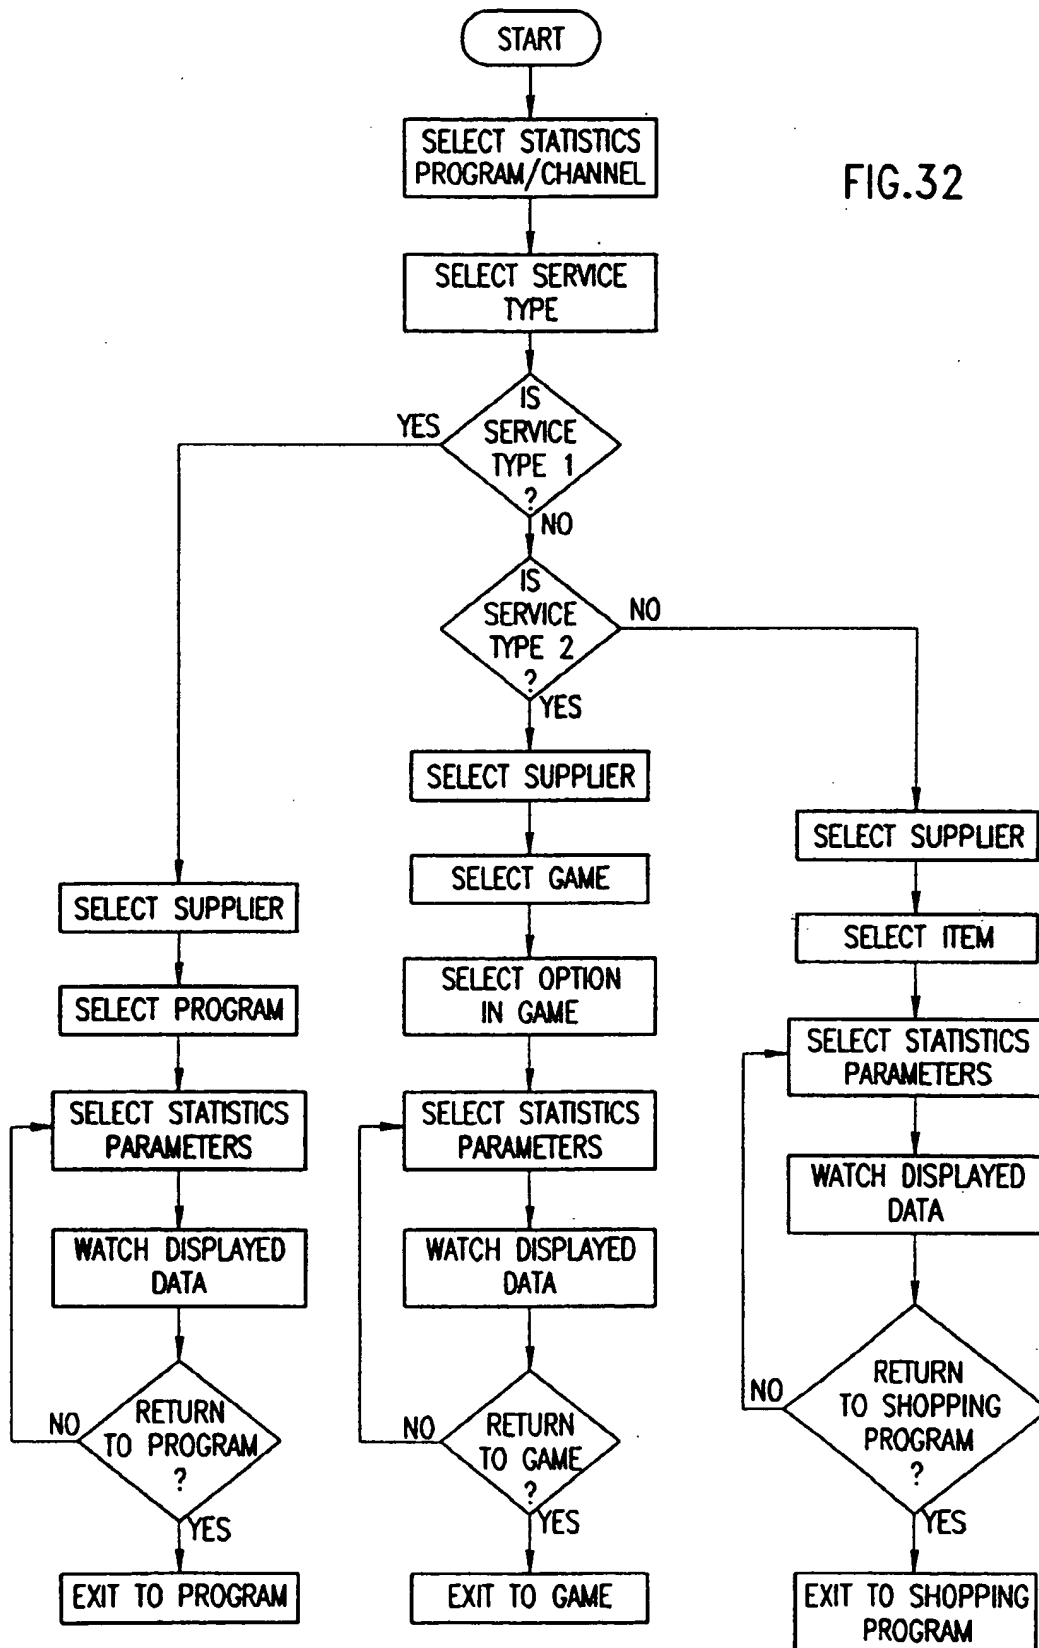 START
SELECT STATISTICS
PROGRAM/CHANNEL
FIG.32
SELECT SERVICE
TYPE
IS
SERVICE
TYPE 1
?
YES
NO
IS
SERVICE
TYPE 2
?
NO
YES
SELECT SUPPLIER
SELECT PROGRAM
SELECT STATISTICS
PARAMETERS
WATCH DISPLAYED
DATA
RETURN
TO PROGRAM
?
NO
YES
EXIT TO PROGRAM
SELECT SUPPLIER
SELECT GAME
SELECT OPTION
IN GAME
SELECT STATISTICS
PARAMETERS
WATCH DISPLAYED
DATA
RETURN
TO GAME
?
NO
YES
EXIT TO GAME
SELECT SUPPLIER
SELECT ITEM
SELECT STATISTICS
PARAMETERS
WATCH DISPLAYED
DATA
RETURN
TO SHOPPING
PROGRAM
?
NO
YES
EXIT TO SHOPPING
PROGRAM